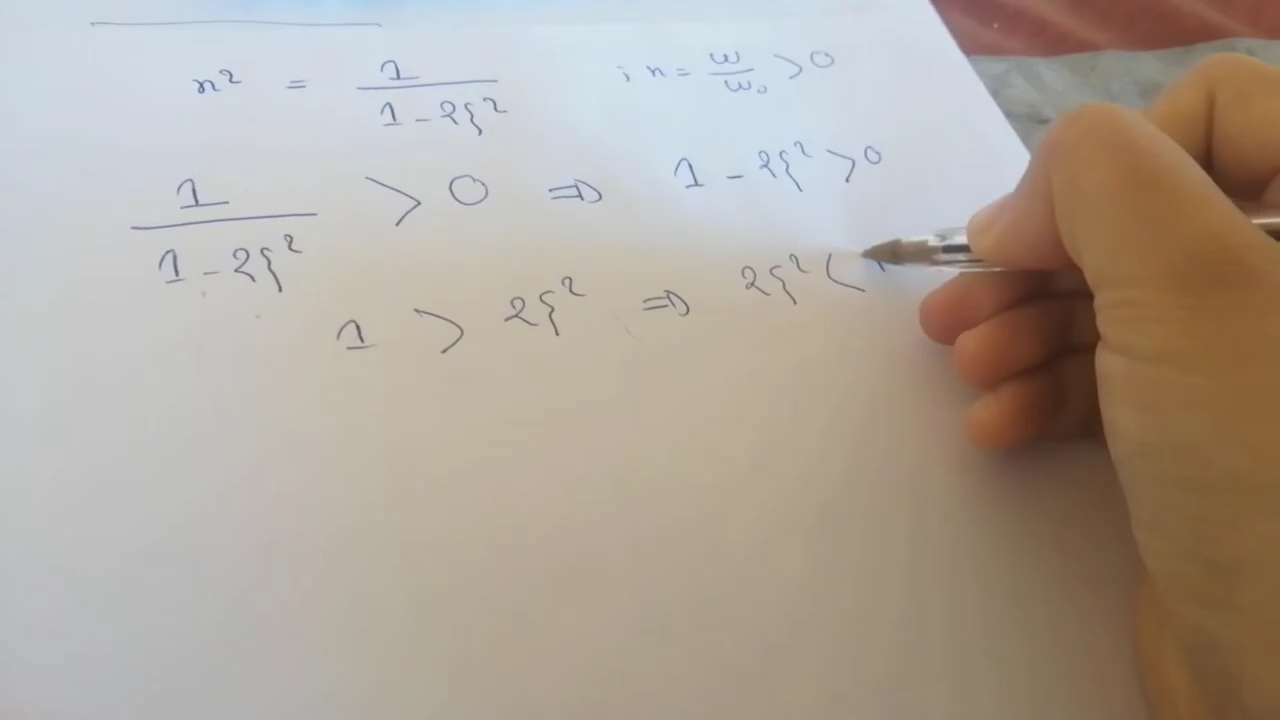 n² = 1/(1 - 2ξ²) ; n = ω/ω₀ > 0
1/(1 - 2ξ²) > 0 ⇒ 1 - 2ξ² > 0
1 > 2ξ² ⇒ 2ξ² <